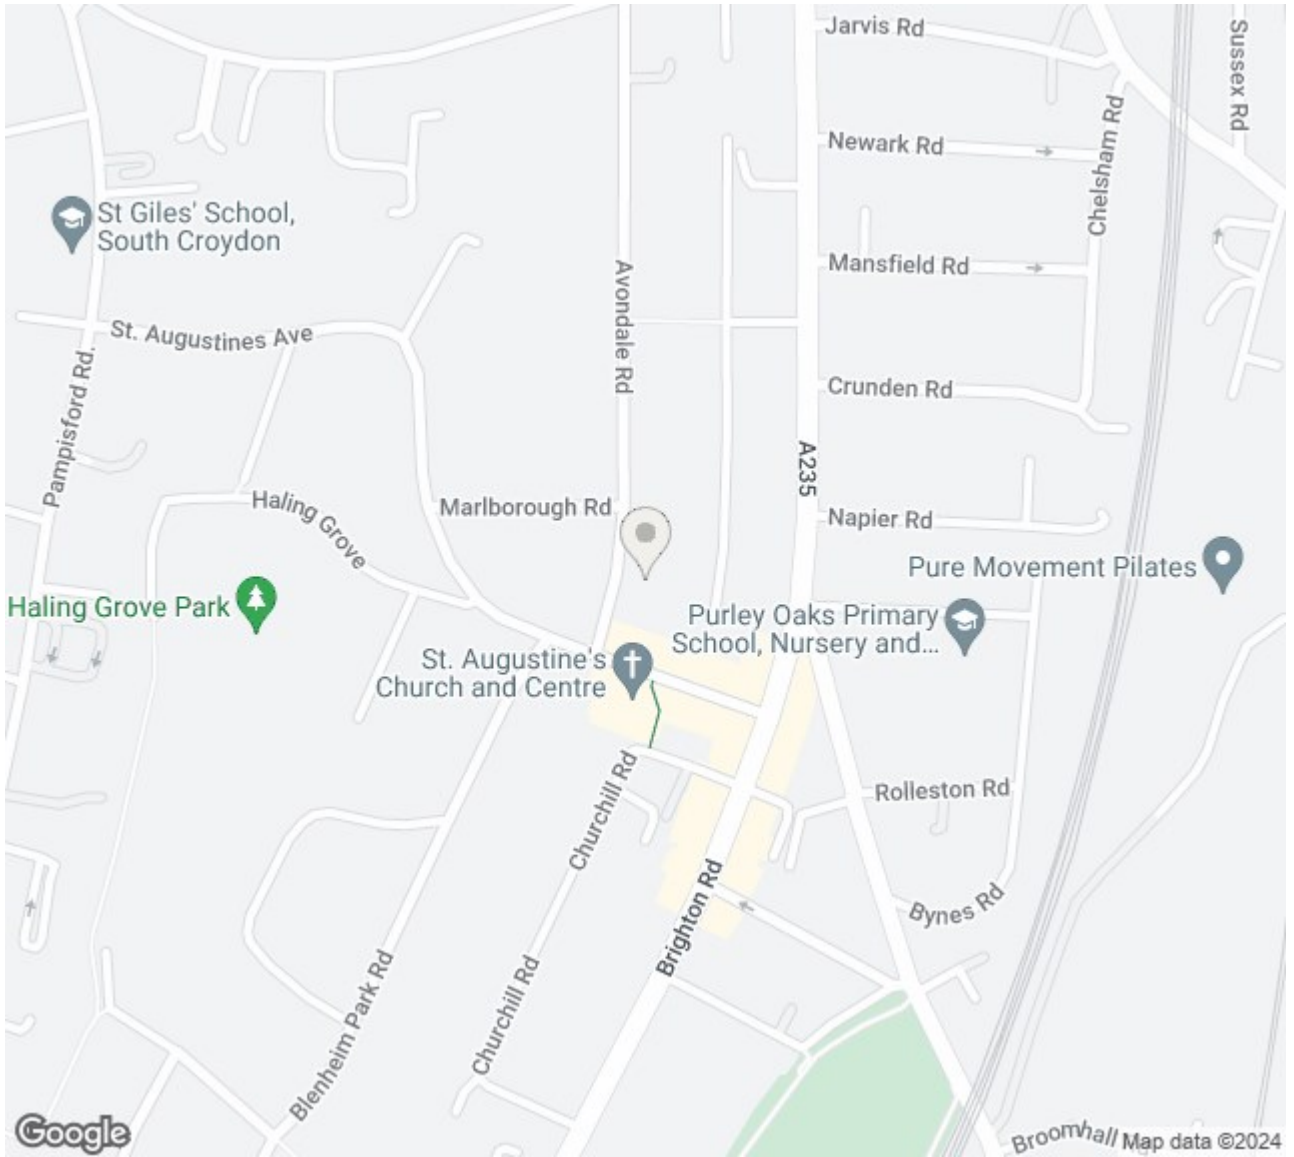 Jarvis Rd
Sussex Rd
Newark Rd
Chelsham Rd
St Giles' School,
South Croydon
Mansfield Rd
Avondale Rd
St. Augustines Ave
Crunden Rd
Pampisford Rd.
A235
Haling Grove
Marlborough Rd
Napier Rd
Pure Movement Pilates
Haling Grove Park
Purley Oaks Primary
School, Nursery and...
St. Augustine's
Church and Centre
Churchill Rd
Rolleston Rd
Bynes Rd
Brighton Rd
Churchill Rd
Blenheim Park Rd
Google
Broomhall
Map data ©2024